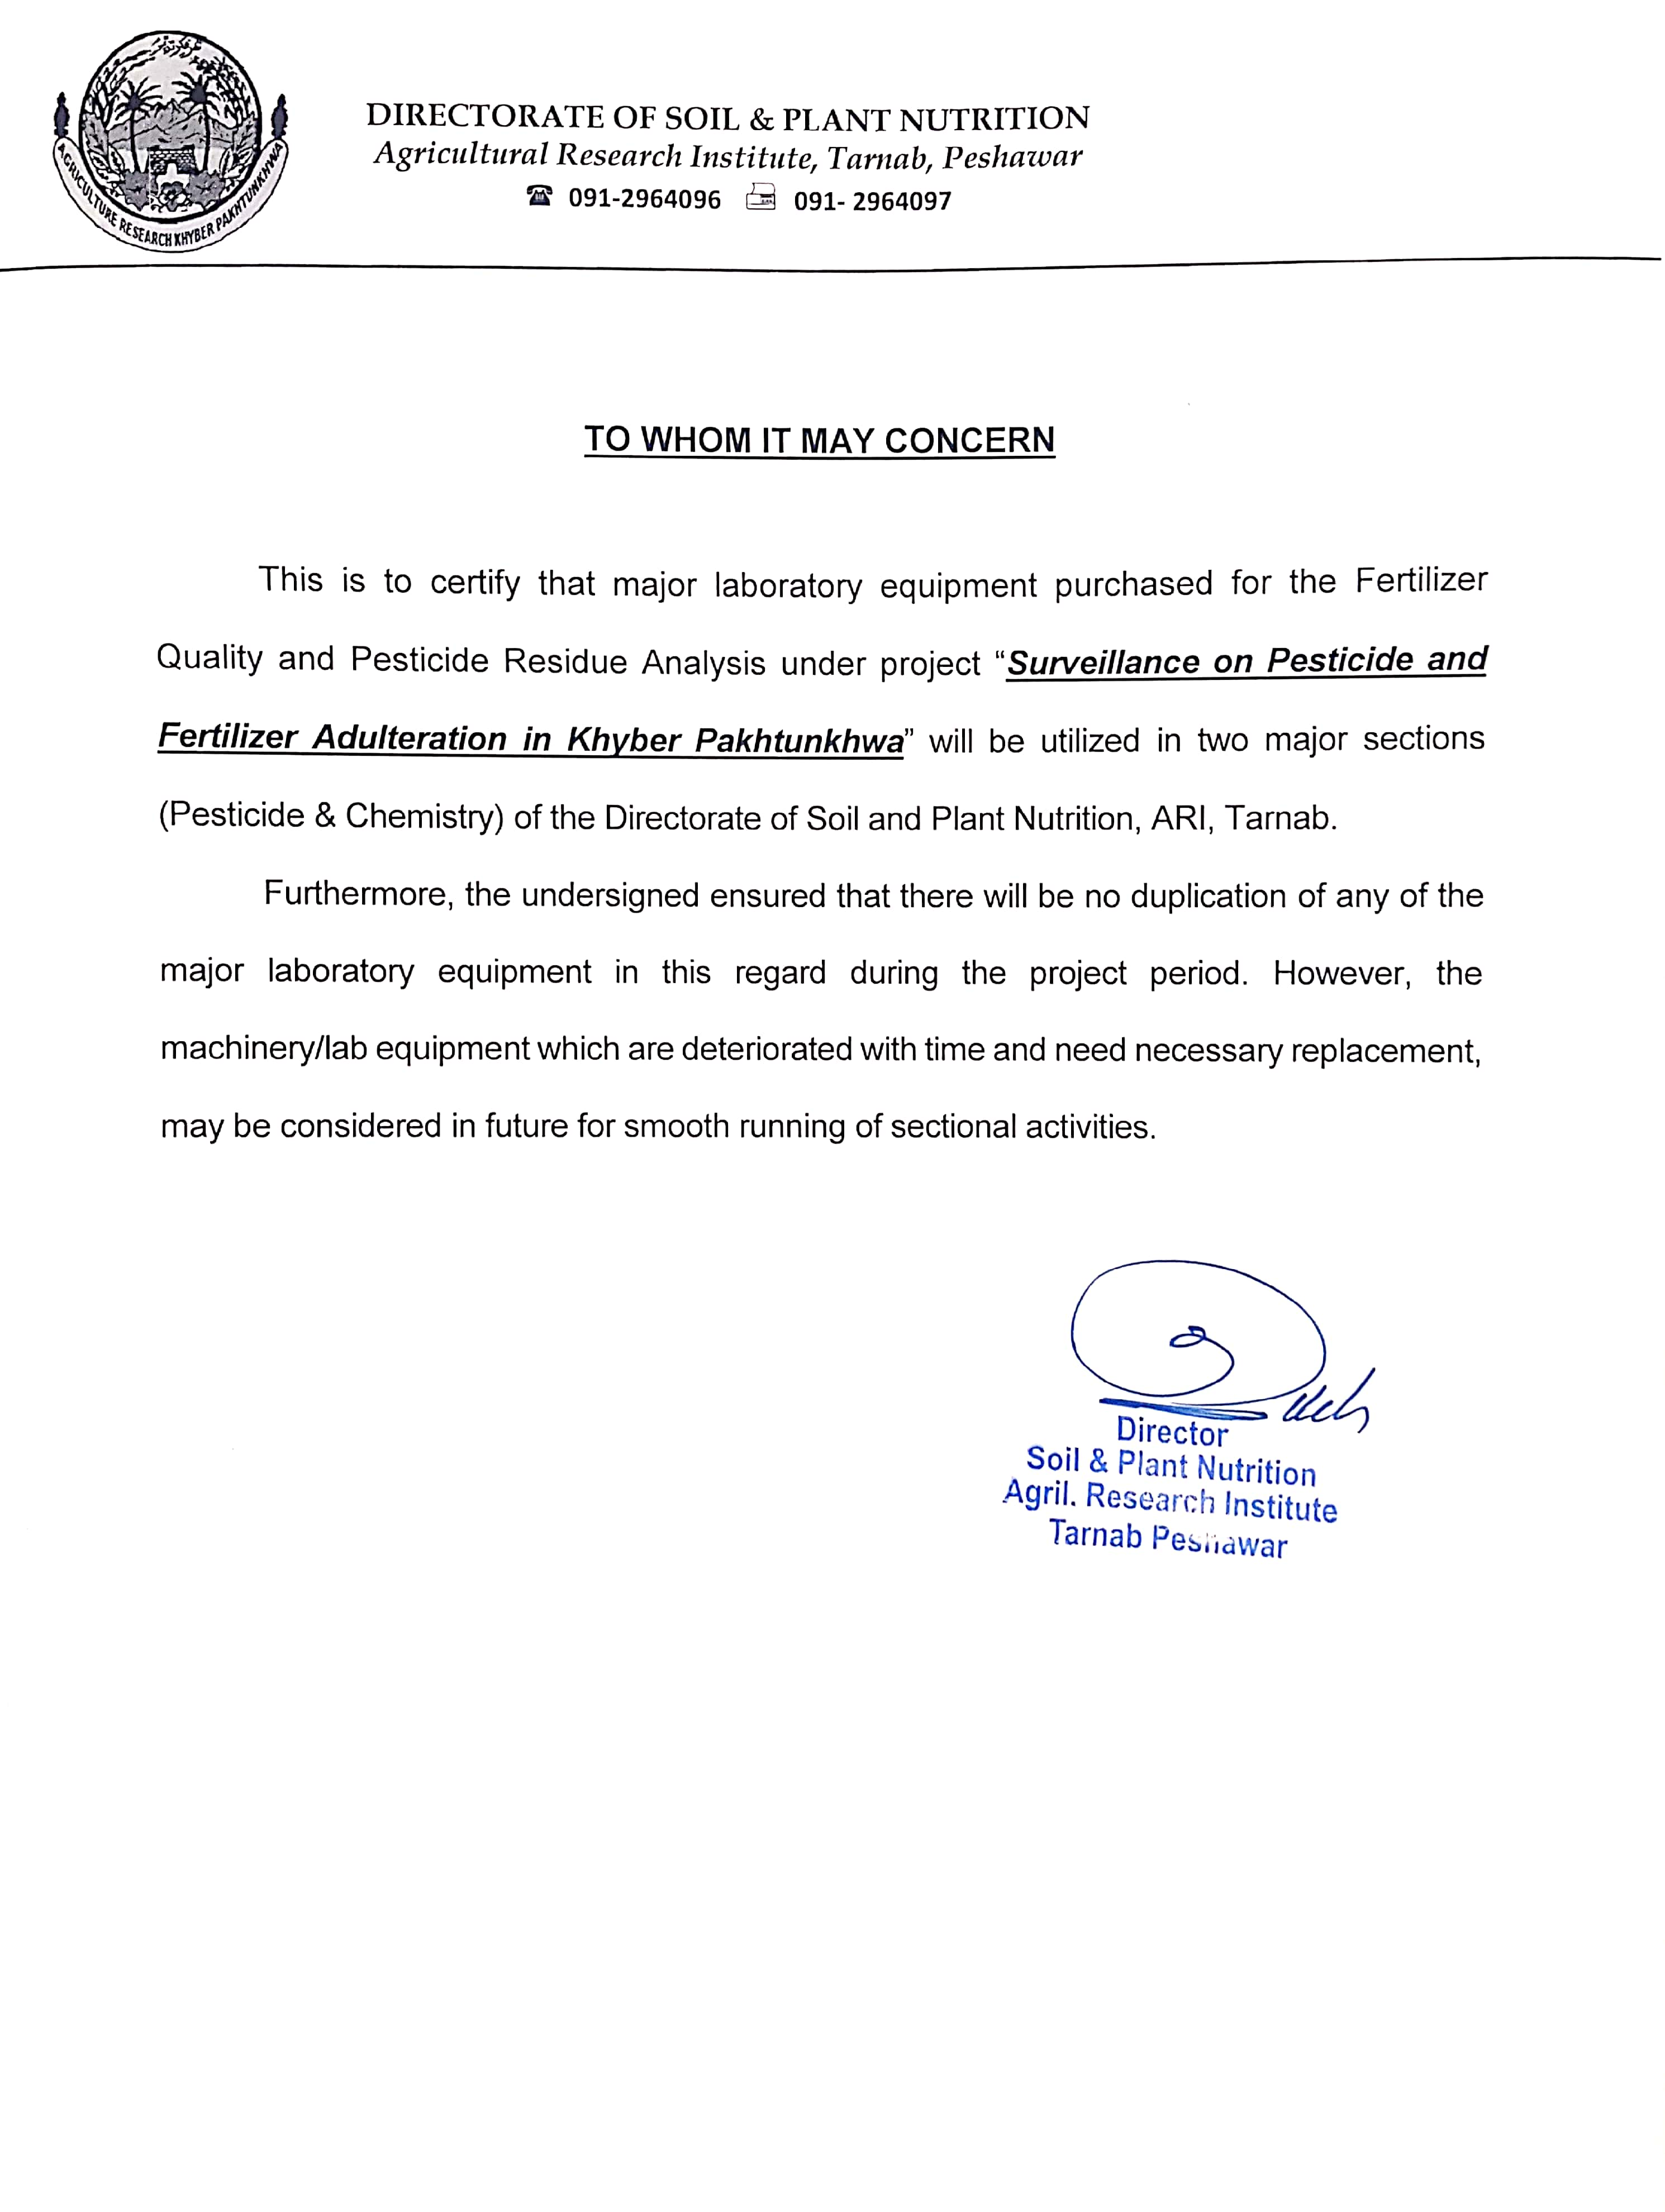 DIRECTORATE OF SOIL & PLANT NUTRITION
Agricultural Research Institute, Tarnab, Peshawar
091-2964096 091- 2964097
AGRICULTURE RESEARCH KHYBER PAKHTUNKHWA
TO WHOM IT MAY CONCERN
This is to certify that major laboratory equipment purchased for the Fertilizer
Quality and Pesticide Residue Analysis under project “Surveillance on Pesticide and
Fertilizer Adulteration in Khyber Pakhtunkhwa” will be utilized in two major sections
(Pesticide & Chemistry) of the Directorate of Soil and Plant Nutrition, ARI, Tarnab.
Furthermore, the undersigned ensured that there will be no duplication of any of the
major laboratory equipment in this regard during the project period. However, the
machinery/lab equipment which are deteriorated with time and need necessary replacement,
may be considered in future for smooth running of sectional activities.
Director
Soil & Plant Nutrition
Agril. Research Institute
Tarnab Peshawar